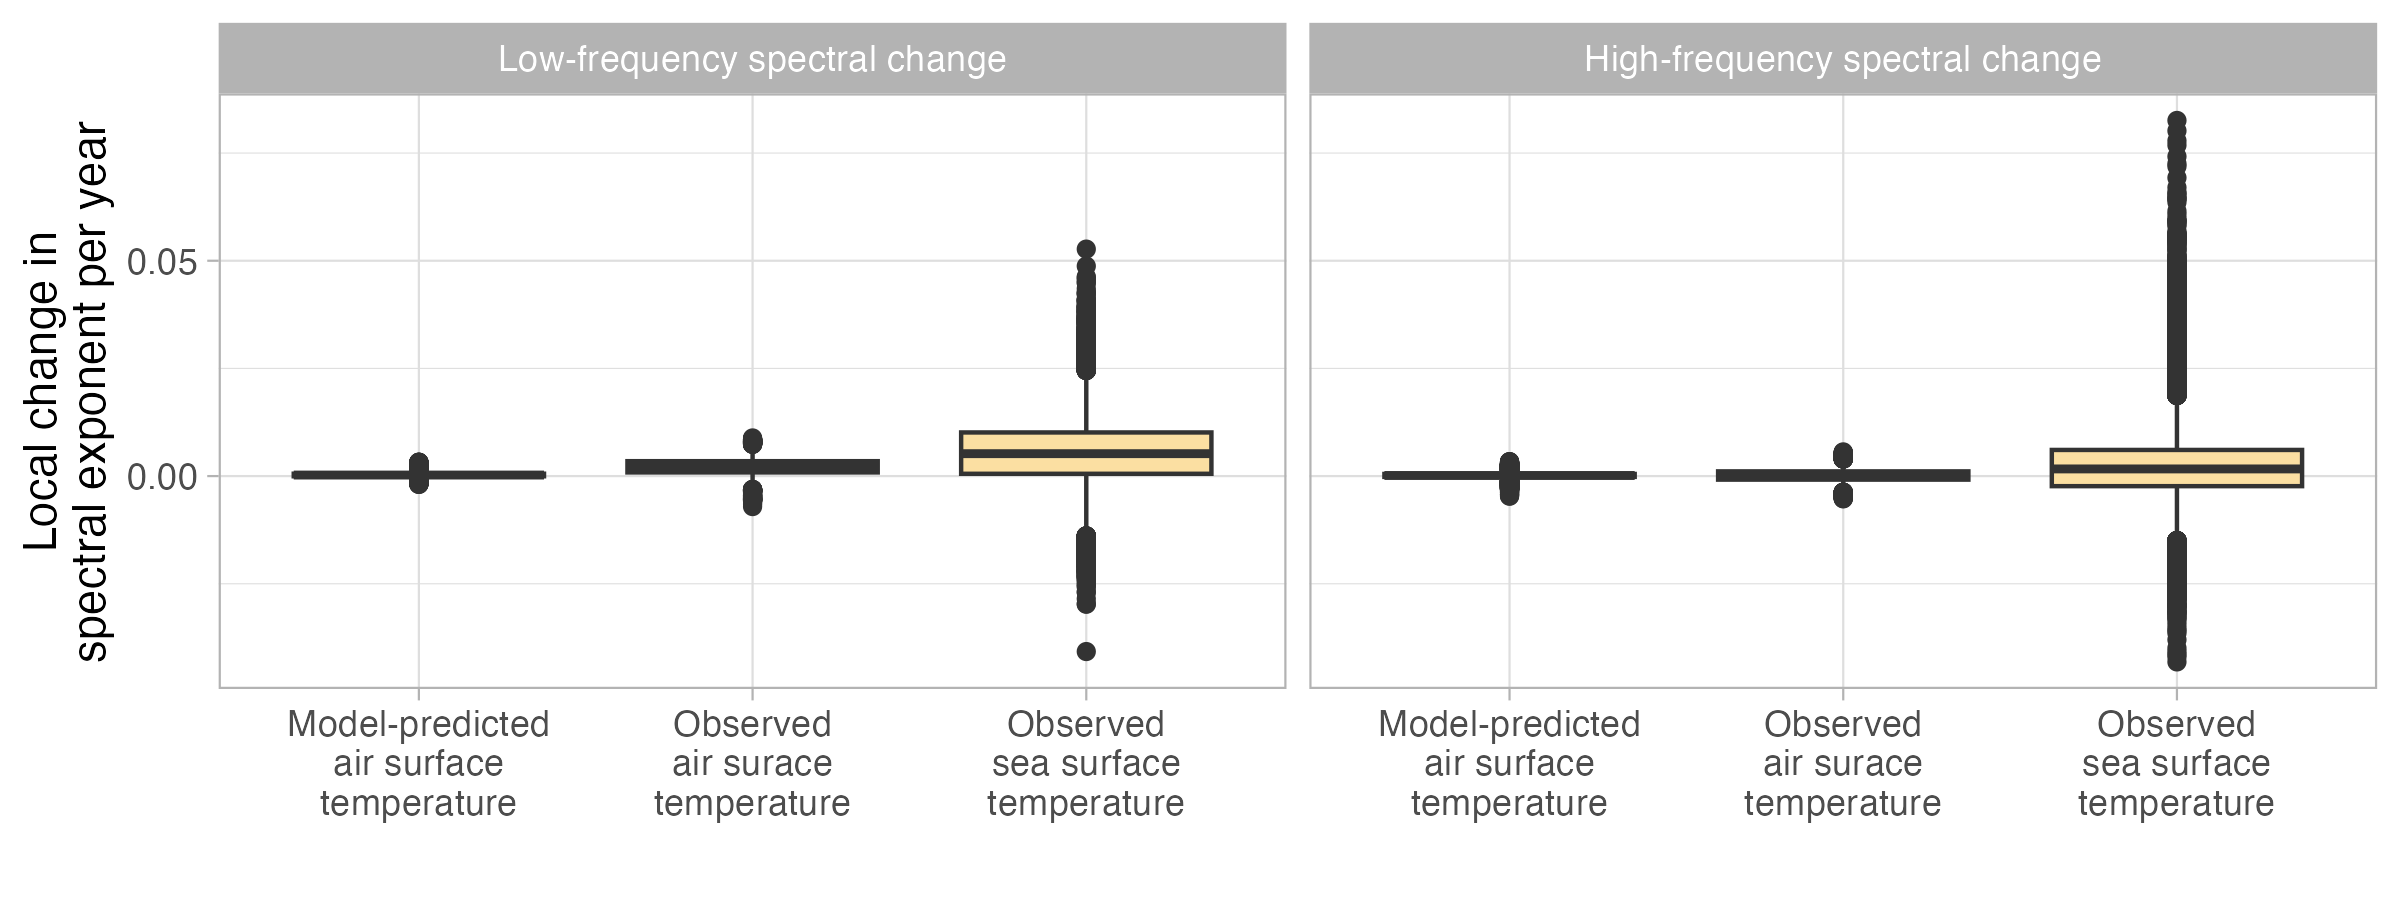 Low-frequency spectral change
High-frequency spectral change
Local change in
spectral exponent per year
0.05
0.00
Model-predicted
air surface
temperature
Observed
air surace
temperature
Observed
sea surface
temperature
Model-predicted
air surface
temperature
Observed
air surace
temperature
Observed
sea surface
temperature